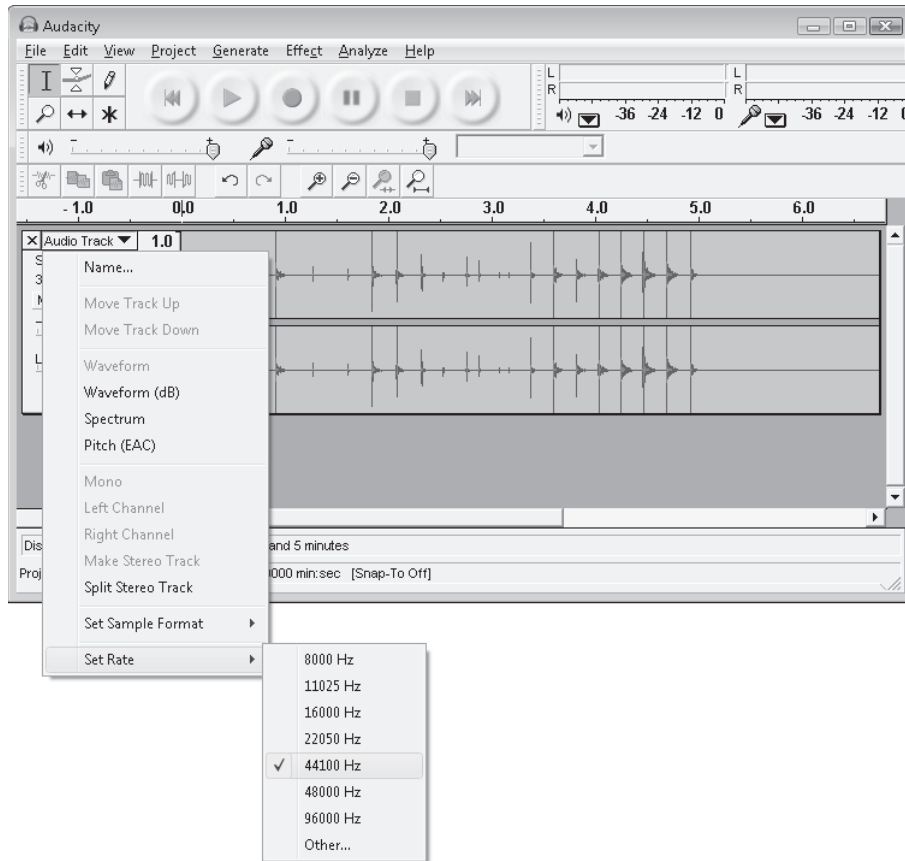 Audacity
File Edit View Project Generate Effect Analyze Help
L
R
-36 -24 -12 0
L
R
-36 -24 -12
- 1.0 0,0 1.0 2.0 3.0 4.0 5.0 6.0
Audio Track 1.0
Name...
Move Track Up
Move Track Down
Waveform
Waveform (dB)
Spectrum
Pitch (EAC)
Mono
Left Channel
Right Channel
Make Stereo Track
Split Stereo Track
Set Sample Format
Set Rate
Dis and 5 minutes
Proj 000 min:sec [Snap-To Off]
8000 Hz
11025 Hz
16000 Hz
22050 Hz
44100 Hz
48000 Hz
96000 Hz
Other...